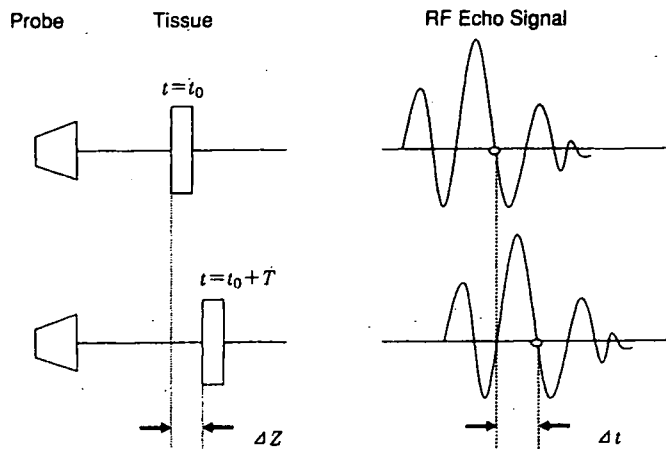 Probe Tissue RF Echo Signal
t=t₀
t=t₀+T
ΔZ Δt